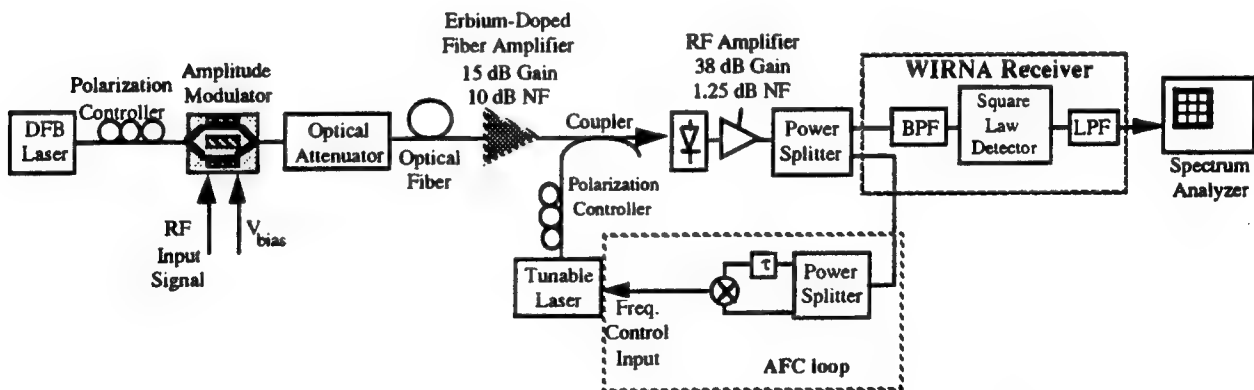 Erbium-Doped
Fiber Amplifier
15 dB Gain
10 dB NF
RF Amplifier
38 dB Gain
1.25 dB NF
WIRNA Receiver
Polarization
Controller
Amplitude
Modulator
DFB
Laser
Optical
Attenuator
Optical
Fiber
Coupler
Power
Splitter
BPF
Square
Law
Detector
LPF
Spectrum
Analyzer
RF
Input
Signal
Vbias
Polarization
Controller
Tunable
Laser
Freq.
Control
Input
τ
Power
Splitter
AFC loop